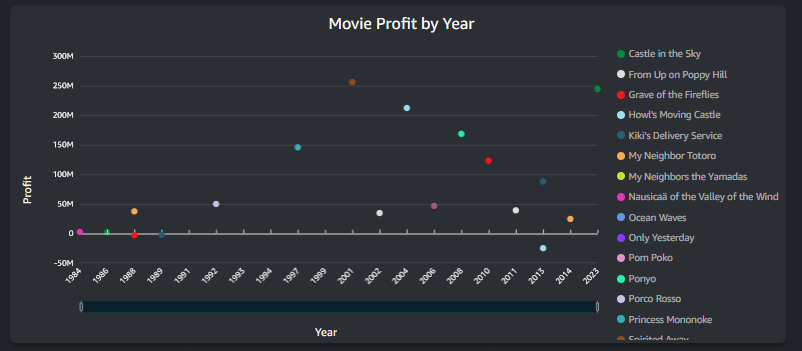 Movie Profit by Year
Profit
300M
250M
200M
150M
100M
50M
0
-50M
1984
1986
1988
1989
1991
1992
1993
1994
1997
1999
2001
2002
2004
2006
2008
2010
2011
2013
2014
2023
Year
Castle in the Sky
From Up on Poppy Hill
Grave of the Fireflies
Howl's Moving Castle
Kiki's Delivery Service
My Neighbor Totoro
My Neighbors the Yamadas
Nausicaä of the Valley of the Wind
Ocean Waves
Only Yesterday
Pom Poko
Ponyo
Porco Rosso
Princess Mononoke
Spirited Away